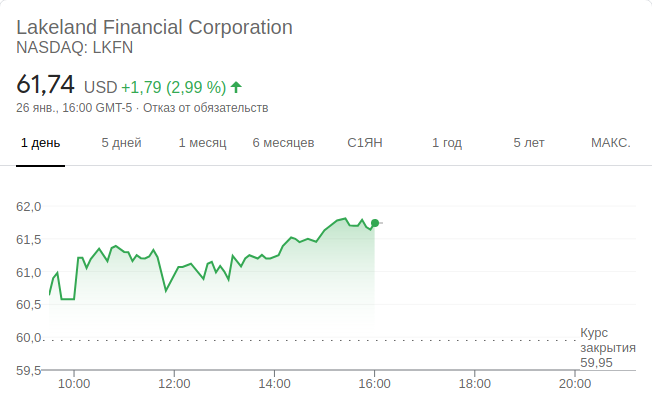 Lakeland Financial Corporation
NASDAQ: LKFN
61,74 USD +1,79 (2,99 %)
26 янв., 16:00 GMT-5 · Отказ от обязательств
1 день 5 дней 1 месяц 6 месяцев С1ЯН 1 год 5 лет МАКС.
62,0
61,5
61,0
60,5
60,0
59,5
Курс
закрытия
59,95
10:00 12:00 14:00 16:00 18:00 20:00